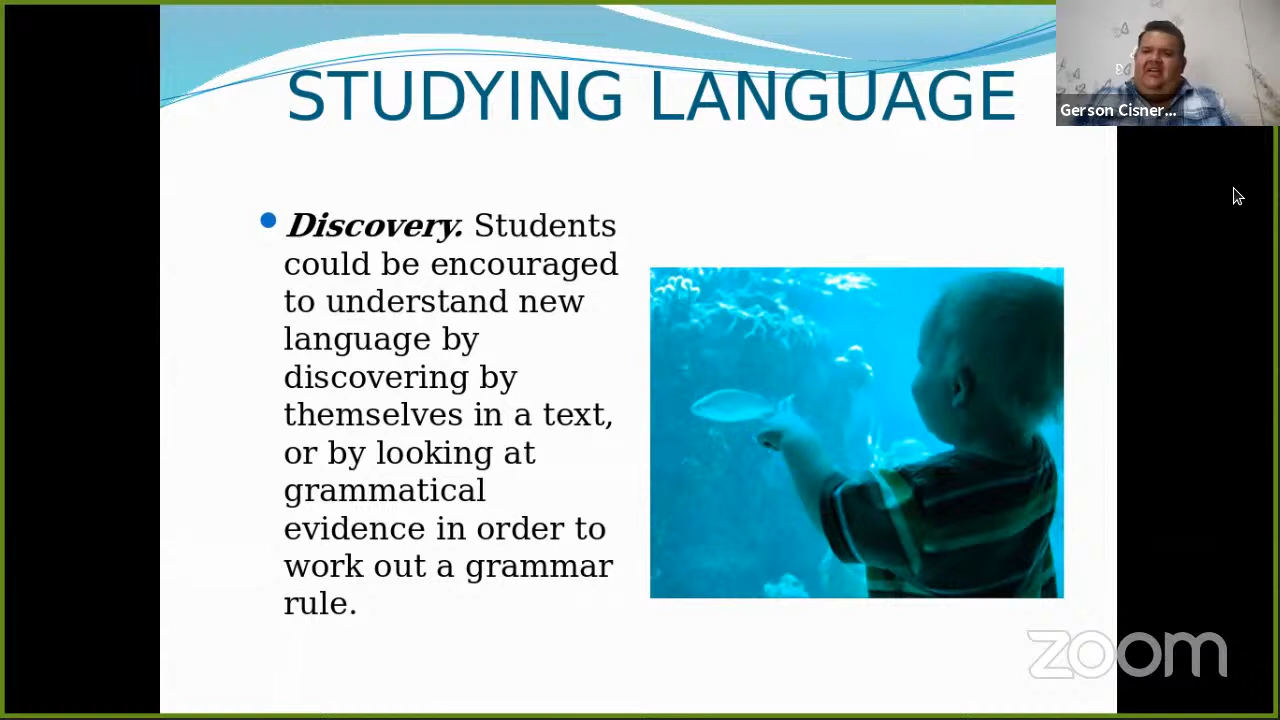 STUDYING LANGUAGE
Gerson Cisner...
Discovery. Students
could be encouraged
to understand new
language by
discovering by
themselves in a text,
or by looking at
grammatical
evidence in order to
work out a grammar
rule.
zoom